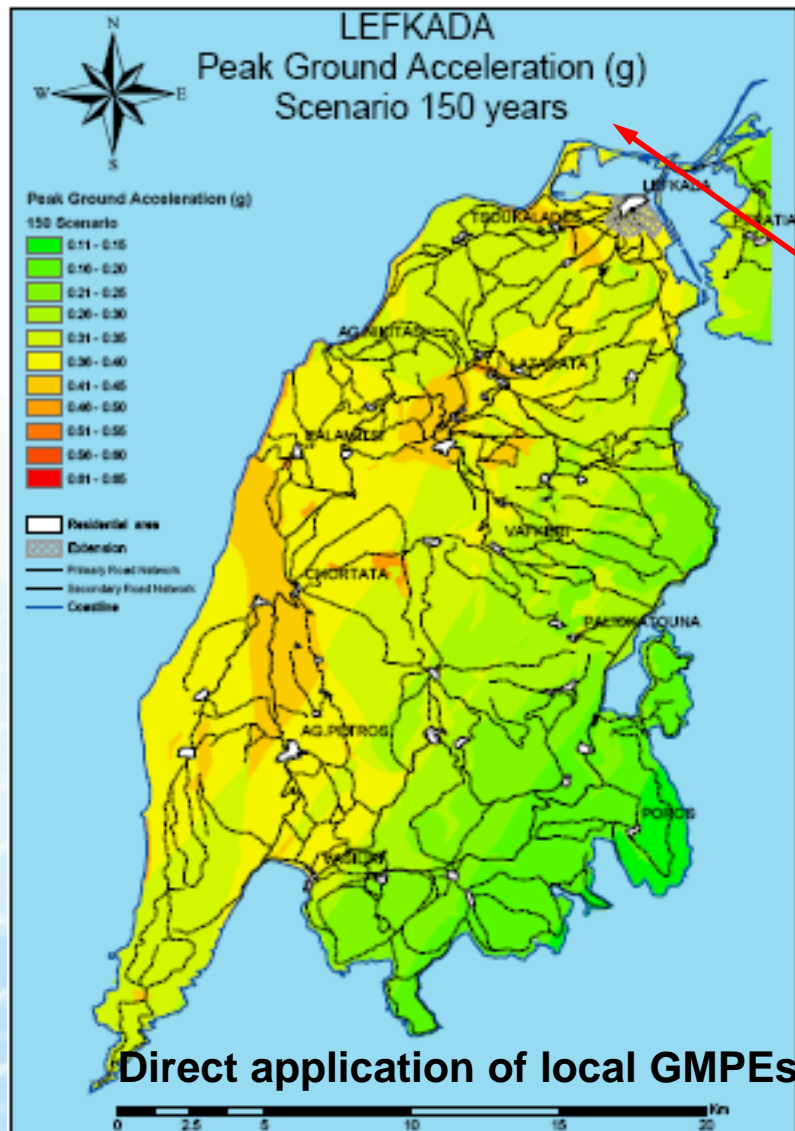 LEFKADA
Peak Ground Acceleration (g)
Scenario 150 years
N
W
E
S
Peak Ground Acceleration (g)
150 Scenario
0.11 - 0.15
0.16 - 0.20
0.21 - 0.25
0.26 - 0.30
0.31 - 0.35
0.36 - 0.40
0.41 - 0.45
0.46 - 0.50
0.51 - 0.55
0.56 - 0.60
0.61 - 0.65
Residential area
Extension
Primary Road Network
Secondary Road Network
Coastline
LEFKADA
TSOUKALADES
AG.NIKITAS
LAZARATA
KALAMITSI
VAFKERI
CHORTATA
PALIOKATOUNA
AG.PETROS
POROS
VASILIKI
Direct application of local GMPEs
Km
0 2.5 5 10 15 20